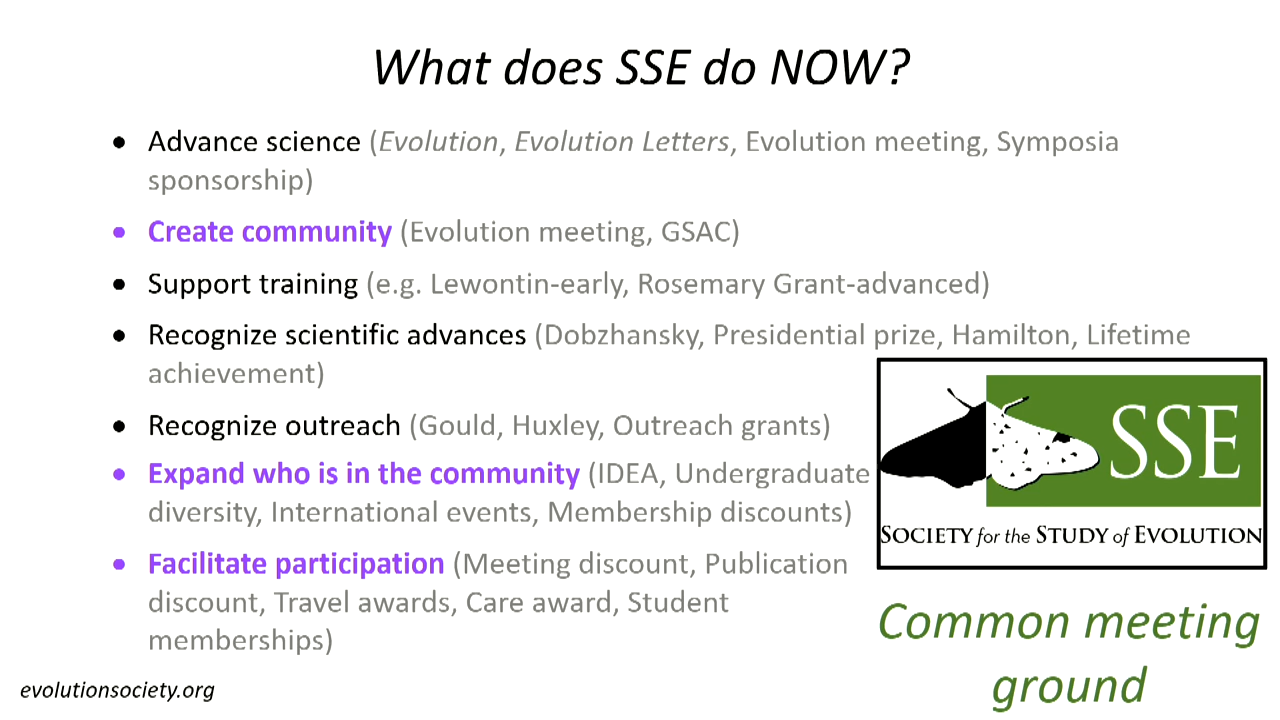 What does SSE do NOW?
• Advance science (Evolution, Evolution Letters, Evolution meeting, Symposia
sponsorship)
• Create community (Evolution meeting, GSAC)
• Support training (e.g. Lewontin-early, Rosemary Grant-advanced)
• Recognize scientific advances (Dobzhansky, Presidential prize, Hamilton, Lifetime
achievement)
• Recognize outreach (Gould, Huxley, Outreach grants)
• Expand who is in the community (IDEA, Undergraduate
diversity, International events, Membership discounts)
• Facilitate participation (Meeting discount, Publication
discount, Travel awards, Care award, Student
memberships)
SSE
SOCIETY for the STUDY of EVOLUTION
Common meeting
ground
evolutionsociety.org